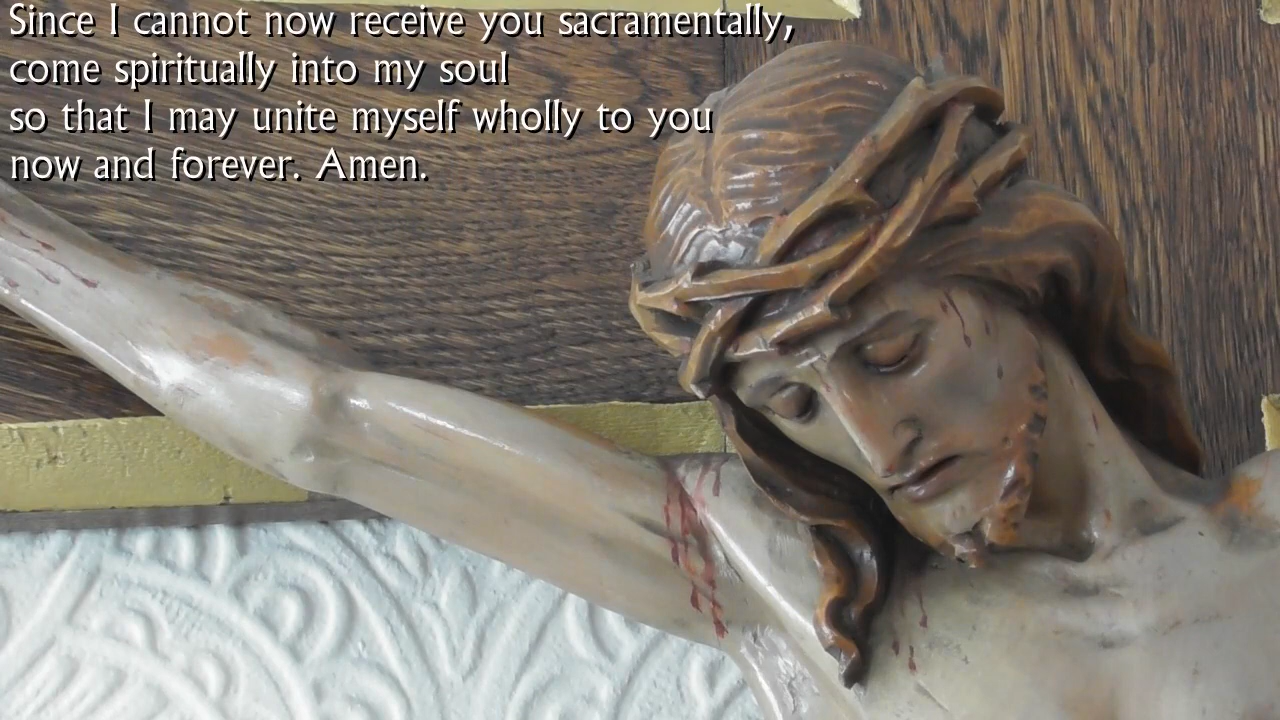 Since I cannot now receive you sacramentally,
come spiritually into my soul
so that I may unite myself wholly to you
now and forever. Amen.